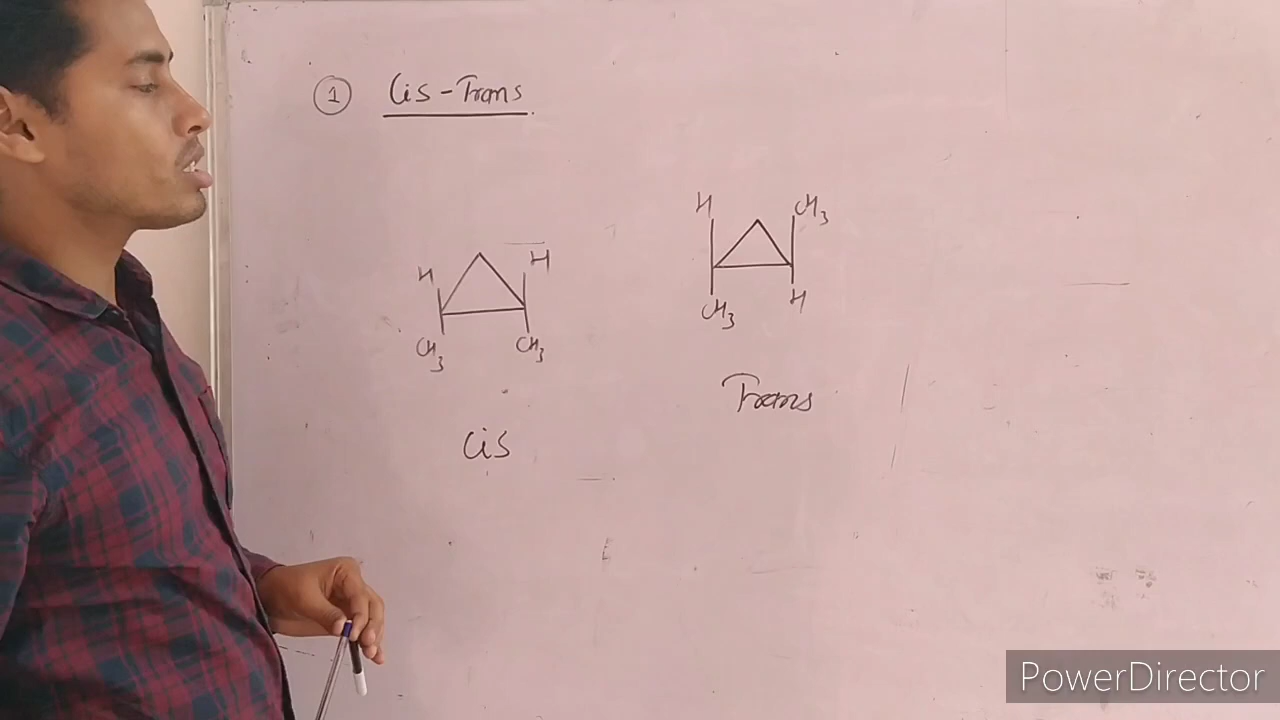 1 Cis-Trans
H H
CH3 CH3
Cis
H CH3
CH3 H
Trans
PowerDirector